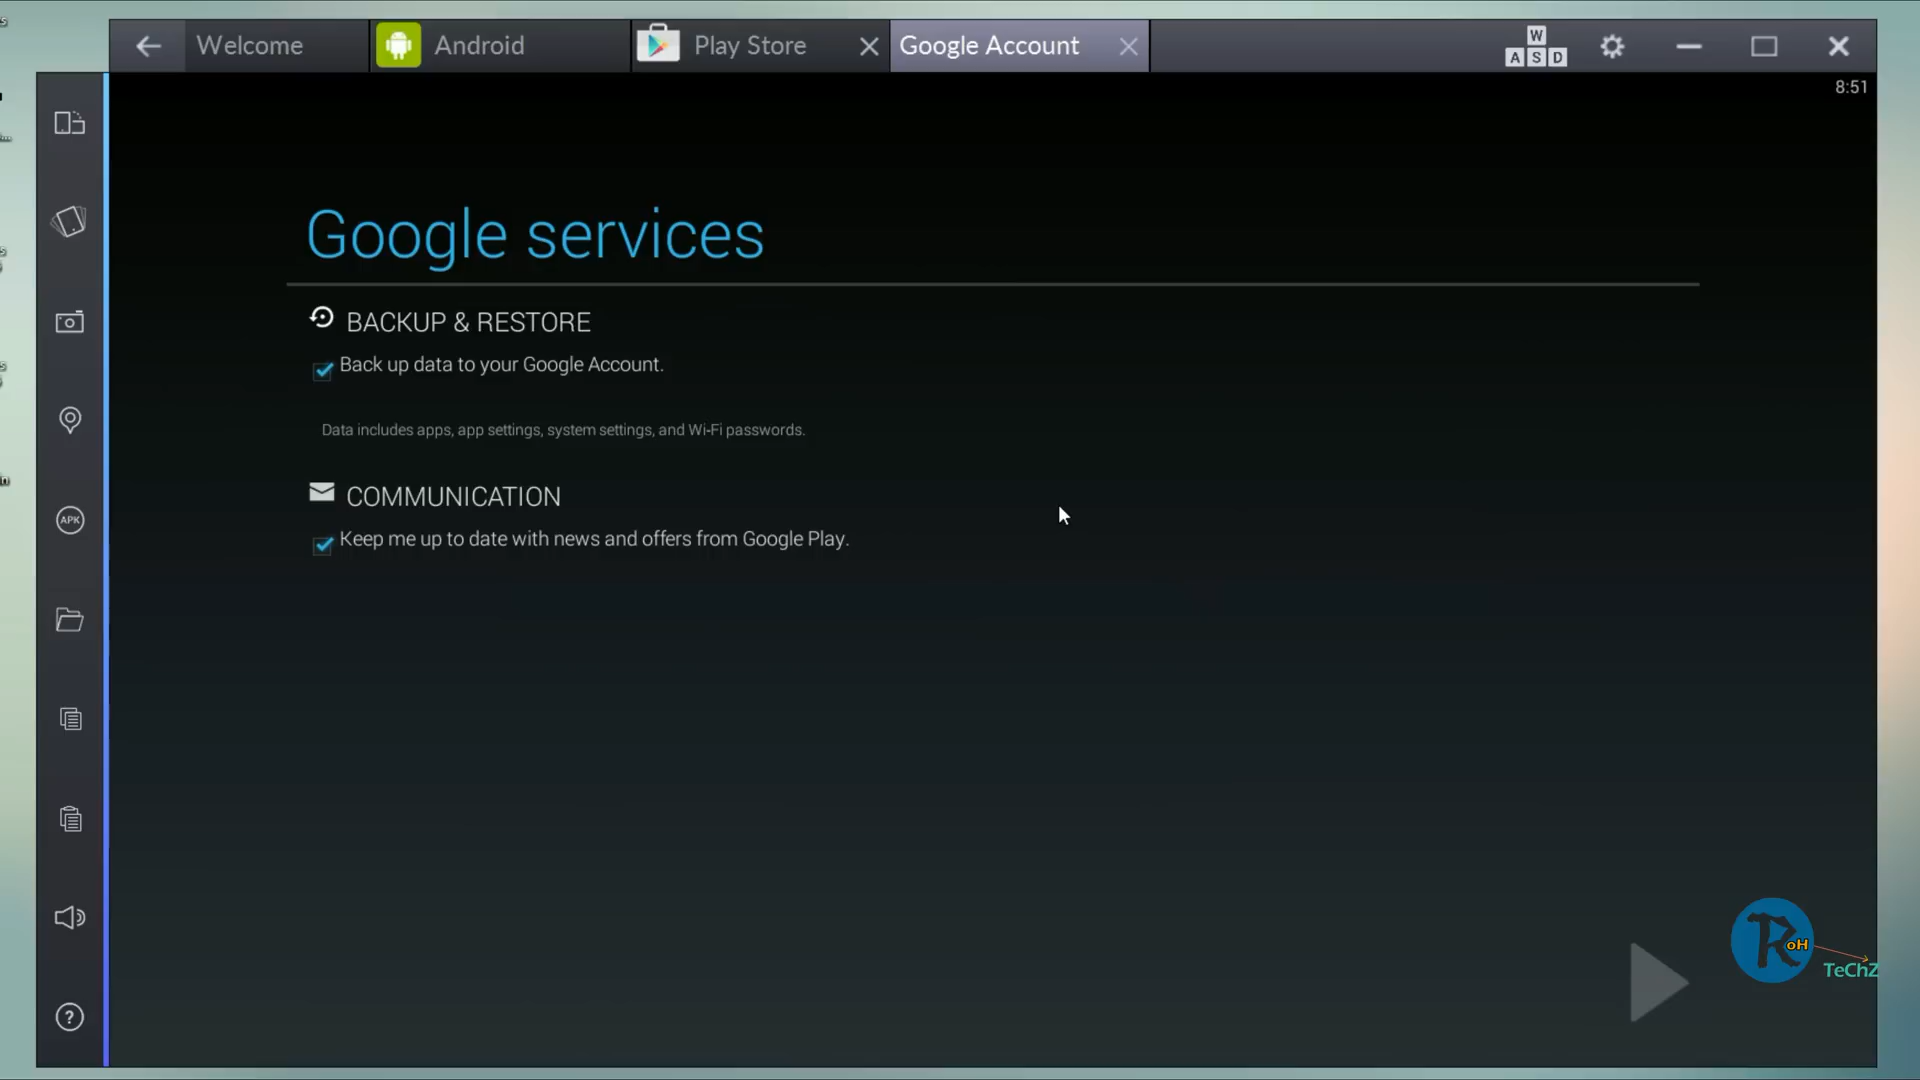 Welcome
Android
Play Store
Google Account
W
A S D
8:51
Google services
BACKUP & RESTORE
Back up data to your Google Account.
Data includes apps, app settings, system settings, and Wi-Fi passwords.
COMMUNICATION
Keep me up to date with news and offers from Google Play.
APK
?
RoH
TeChZ